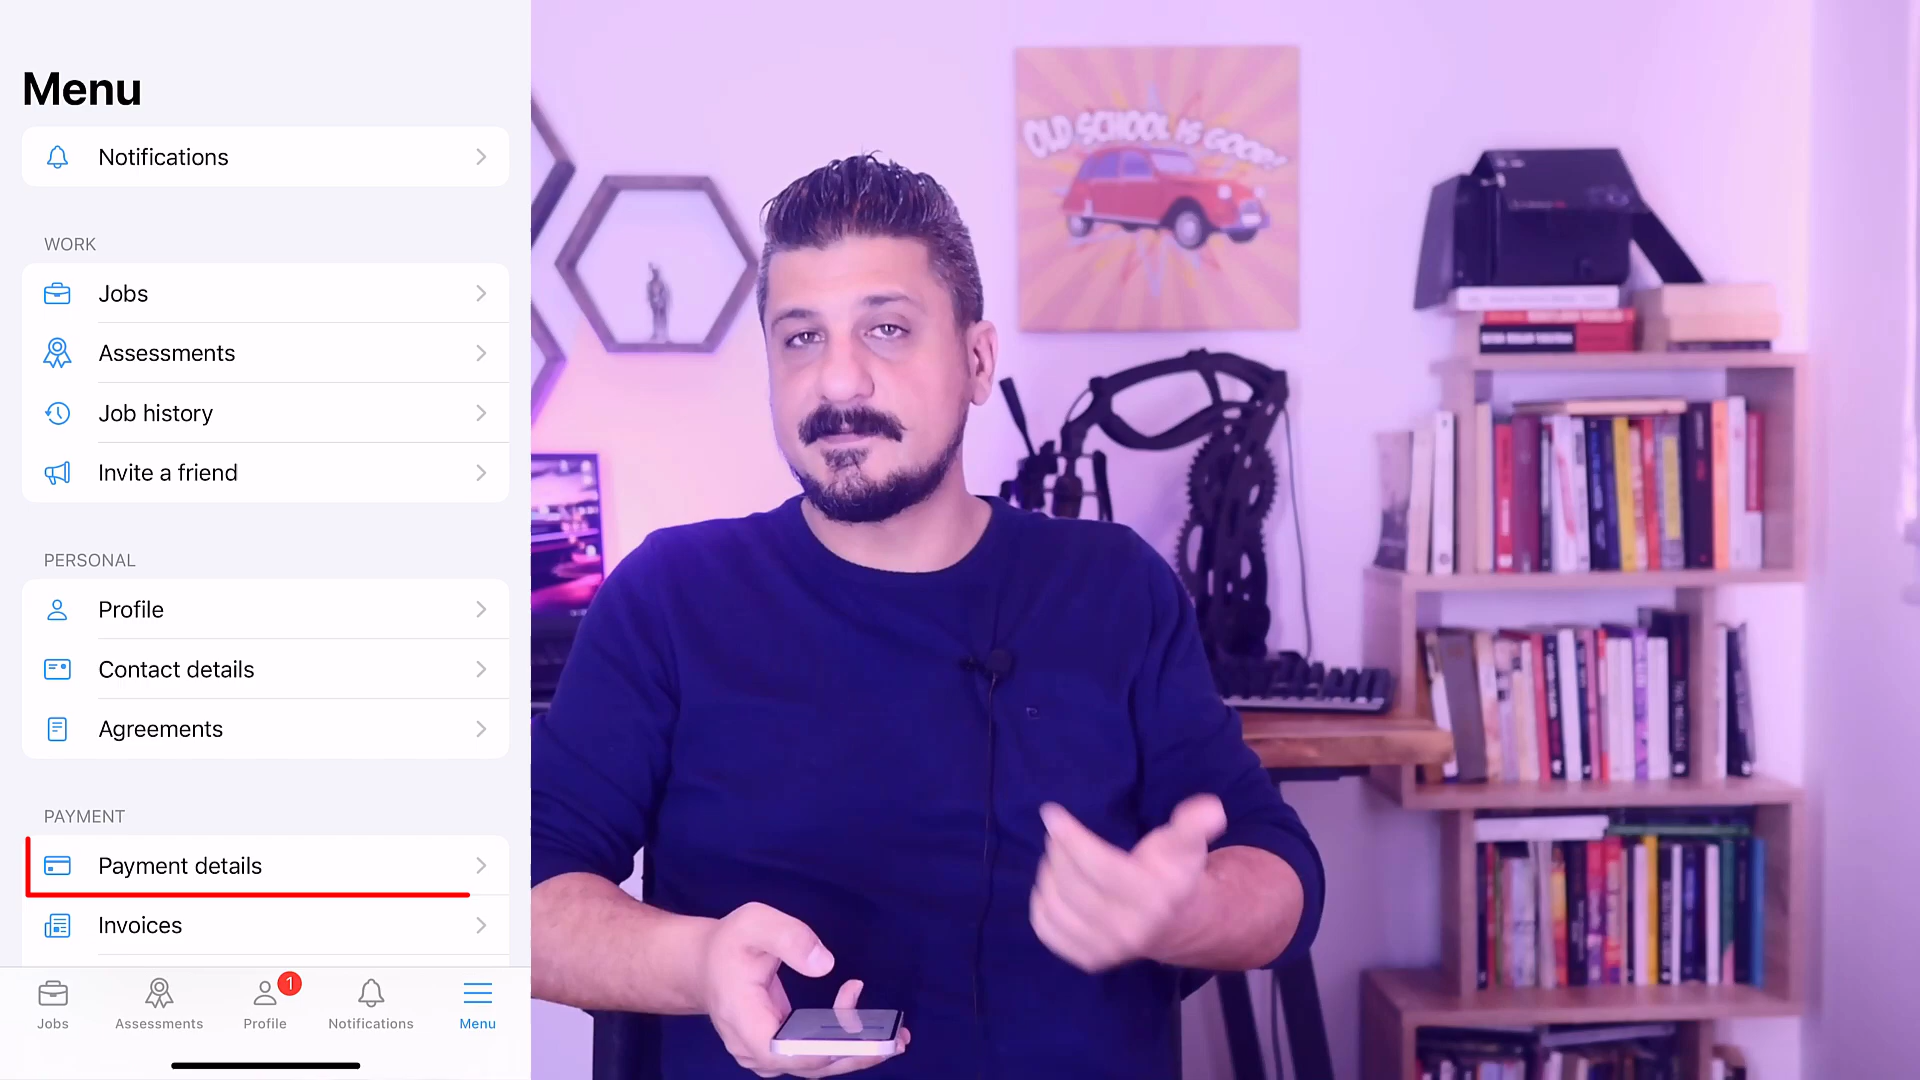 Menu
Notifications
WORK
Jobs
Assessments
Job history
Invite a friend
PERSONAL
Profile
Contact details
Agreements
PAYMENT
Payment details
Invoices
Jobs
Assessments
1
Profile
Notifications
Menu
OLD SCHOOL IS GOOD!